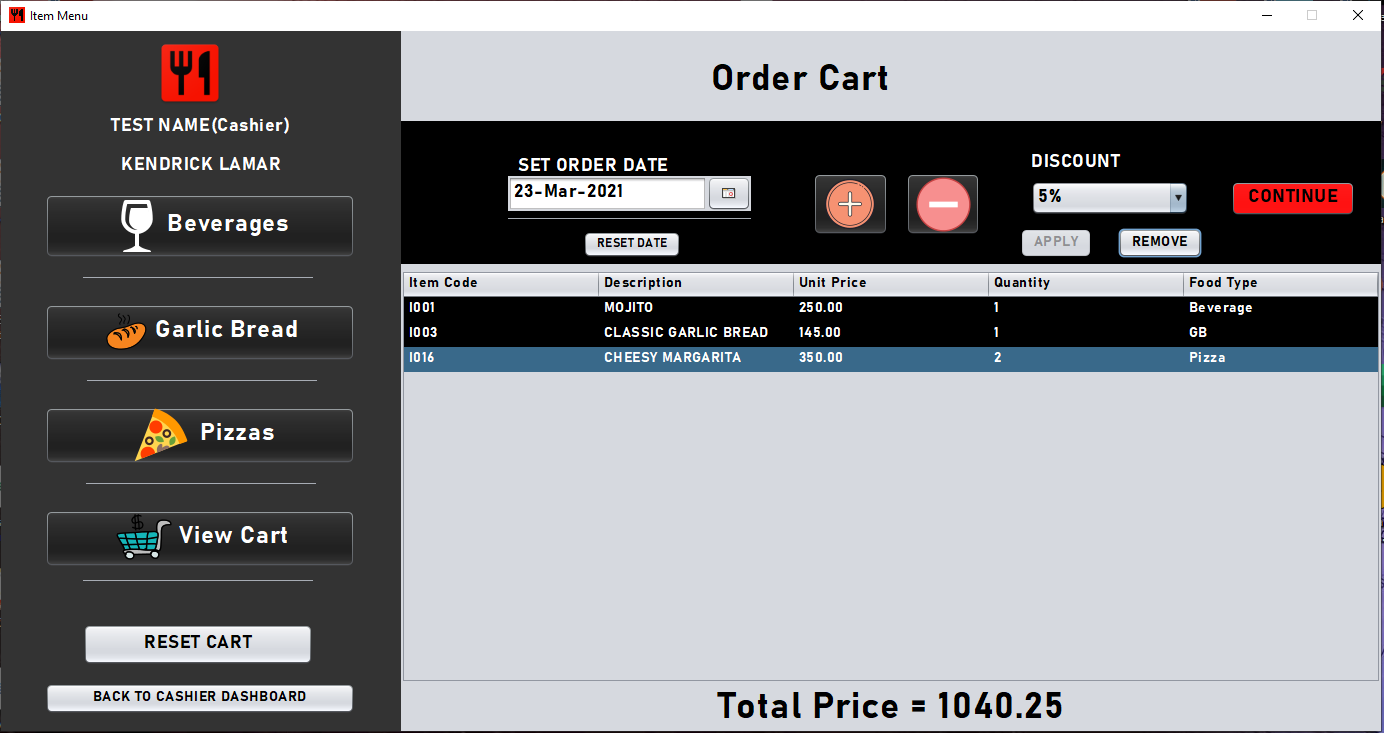 Item Menu
TEST NAME(Cashier)
KENDRICK LAMAR
Beverages
Garlic Bread
Pizzas
$
View Cart
RESET CART
BACK TO CASHIER DASHBOARD
Order Cart
SET ORDER DATE
23-Mar-2021
RESET DATE
DISCOUNT
5%
CONTINUE
APPLY
REMOVE
Item Code Description Unit Price Quantity Food Type
I001 MOJITO 250.00 1 Beverage
I003 CLASSIC GARLIC BREAD 145.00 1 GB
I016 CHEESY MARGARITA 350.00 2 Pizza
Total Price = 1040.25